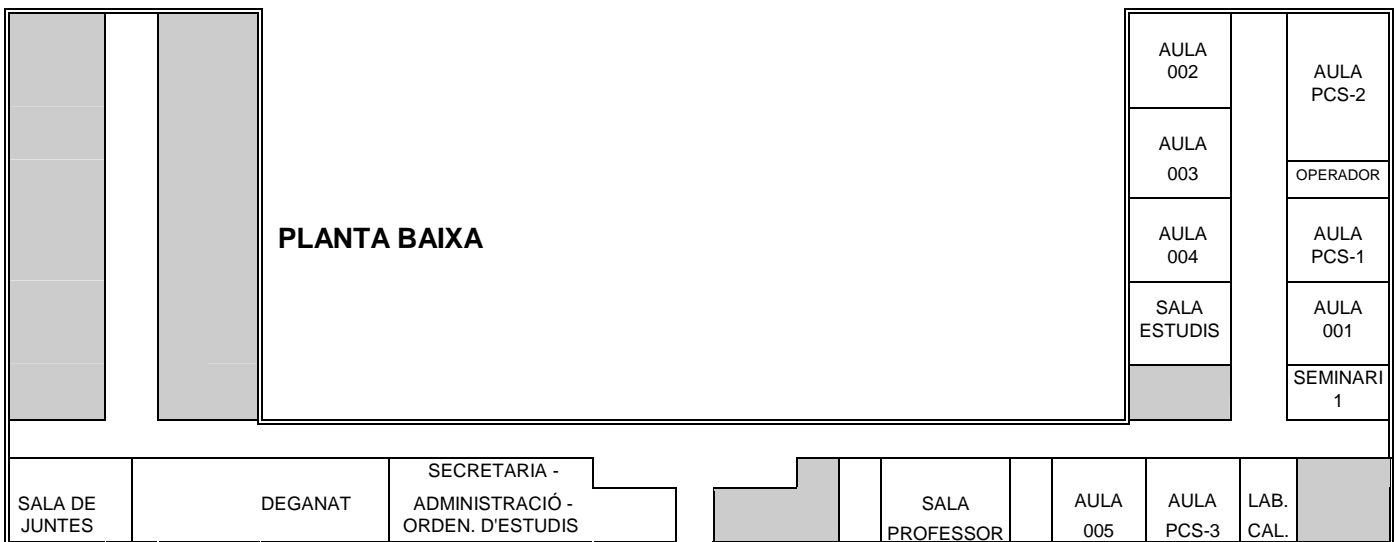 AULA
002
AULA
PCS-2
AULA
003
OPERADOR
PLANTA BAIXA
AULA
004
AULA
PCS-1
SALA
ESTUDIS
AULA
001
SEMINARI
1
SALA DE
JUNTES
DEGANAT
SECRETARIA -
ADMINISTRACIÓ -
ORDEN. D'ESTUDIS
SALA
PROFESSOR
AULA
005
AULA
PCS-3
LAB.
CAL.